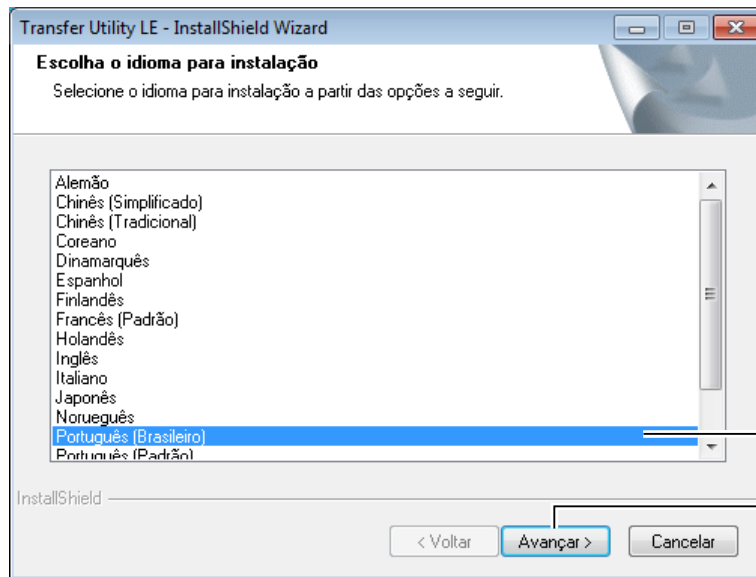 Transfer Utility LE - InstallShield Wizard
Escolha o idioma para instalação
Selecione o idioma para instalação a partir das opções a seguir.
Alemão
Chinês (Simplificado)
Chinês (Tradicional)
Coreano
Dinamarquês
Espanhol
Finlandês
Francês (Padrão)
Holandês
Inglês
Italiano
Japonês
Norueguês
Português (Brasileiro)
Português (Padrão)
InstallShield
< Voltar Avançar > Cancelar